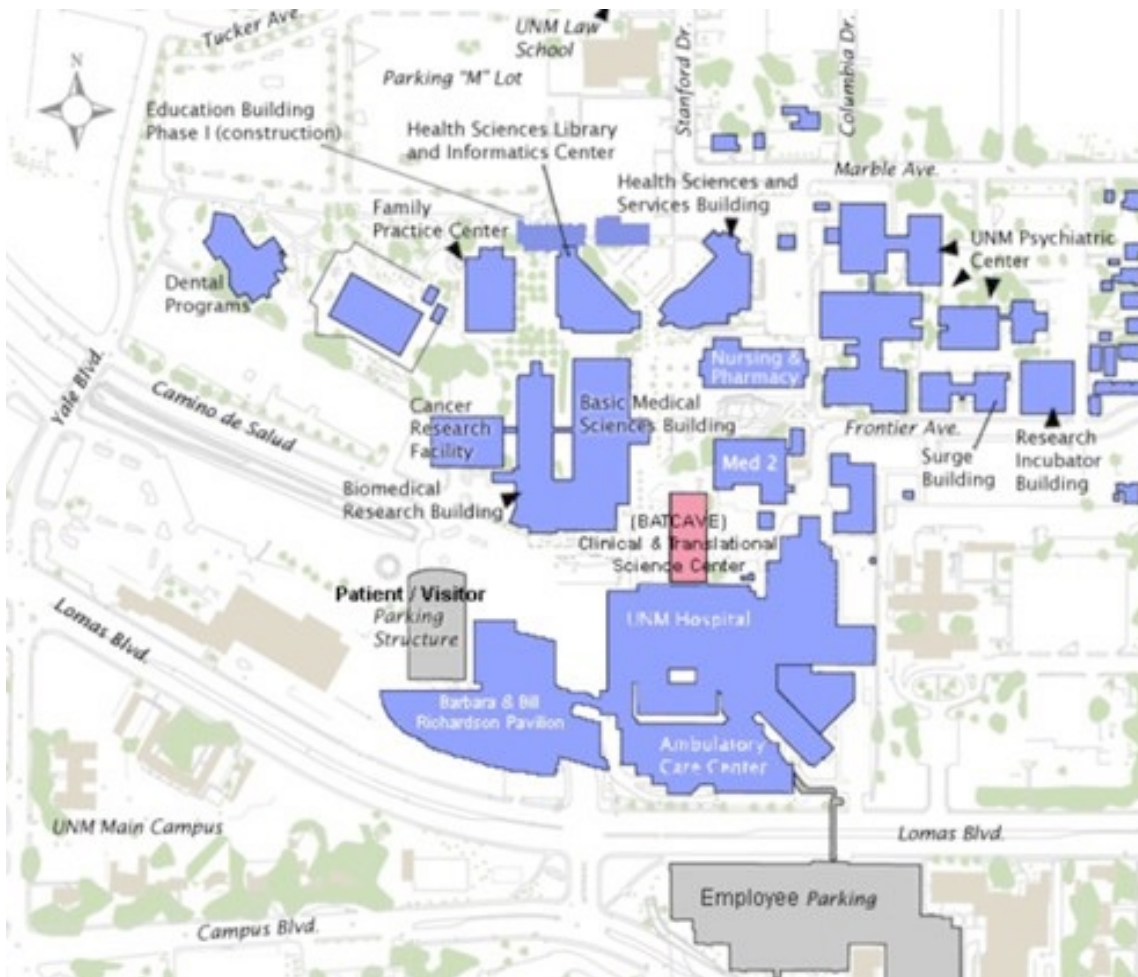 Tucker Ave.
UNM Law
School
Parking "M" Lot
Stanford Dr.
Columbia Dr.
N
Education Building
Phase I (construction)
Health Sciences Library
and Informatics Center
Marble Ave.
Health Sciences and
Services Building
Family
Practice Center
UNM Psychiatric
Center
Dental
Programs
Nursing &
Pharmacy
Yale Blvd.
Camino de Salud
Cancer
Research
Facility
Basic Medical
Sciences Building
Frontier Ave.
Surge
Building
Research
Incubator
Building
Med 2
Biomedical
Research Building
(BATCAVE)
Clinical & Translational
Science Center
Patient / Visitor
Parking
Structure
UNM Hospital
Lomas Blvd.
Barbara & Bill
Richardson Pavilion
Ambulatory
Care Center
UNM Main Campus
Lomas Blvd.
Employee Parking
Campus Blvd.